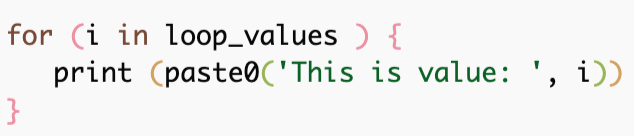 for (i in loop_values ) {
   print (paste0('This is value: ', i))
}